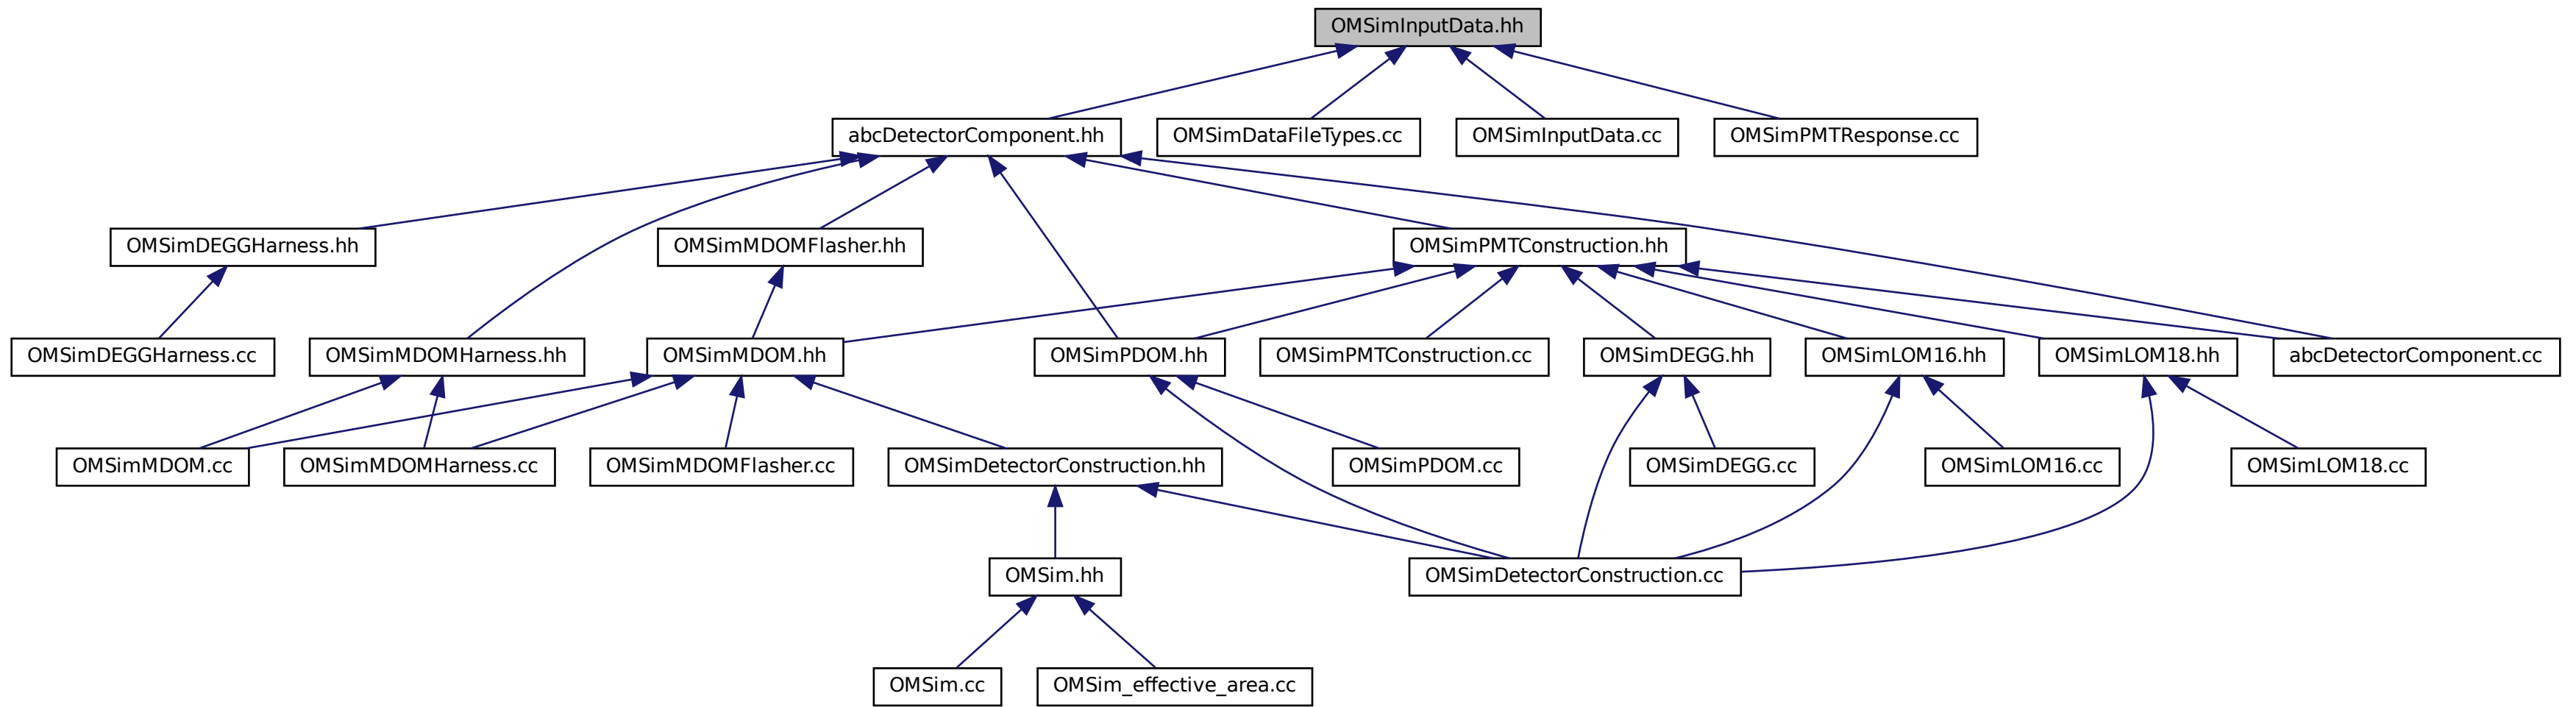 OMSimInputData.hh
abcDetectorComponent.hh
OMSimDataFileTypes.cc
OMSimInputData.cc
OMSimPMTResponse.cc
OMSimDEGGHarness.hh
OMSimMDOMFlasher.hh
OMSimPMTConstruction.hh
OMSimDEGGHarness.cc
OMSimMDOMHarness.hh
OMSimMDOM.hh
OMSimPDOM.hh
OMSimPMTConstruction.cc
OMSimDEGG.hh
OMSimLOM16.hh
OMSimLOM18.hh
abcDetectorComponent.cc
OMSimMDOM.cc
OMSimMDOMHarness.cc
OMSimMDOMFlasher.cc
OMSimDetectorConstruction.hh
OMSimPDOM.cc
OMSimDEGG.cc
OMSimLOM16.cc
OMSimLOM18.cc
OMSim.hh
OMSimDetectorConstruction.cc
OMSim.cc
OMSim_effective_area.cc